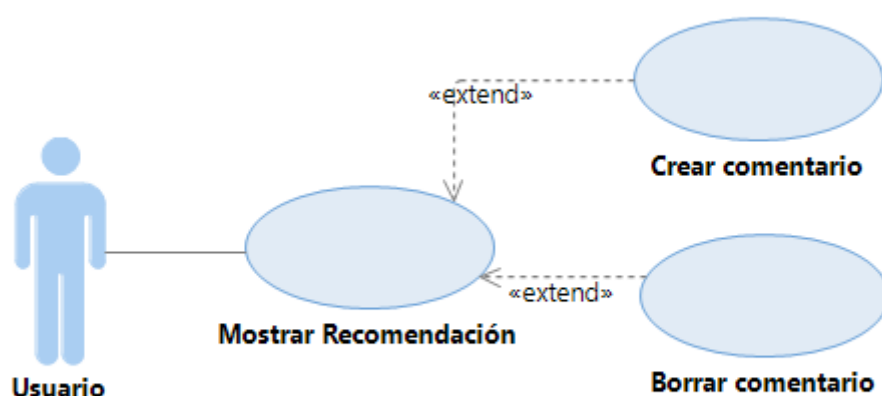 «extend»
Crear comentario
«extend»
Mostrar Recomendación
Usuario
Borrar comentario